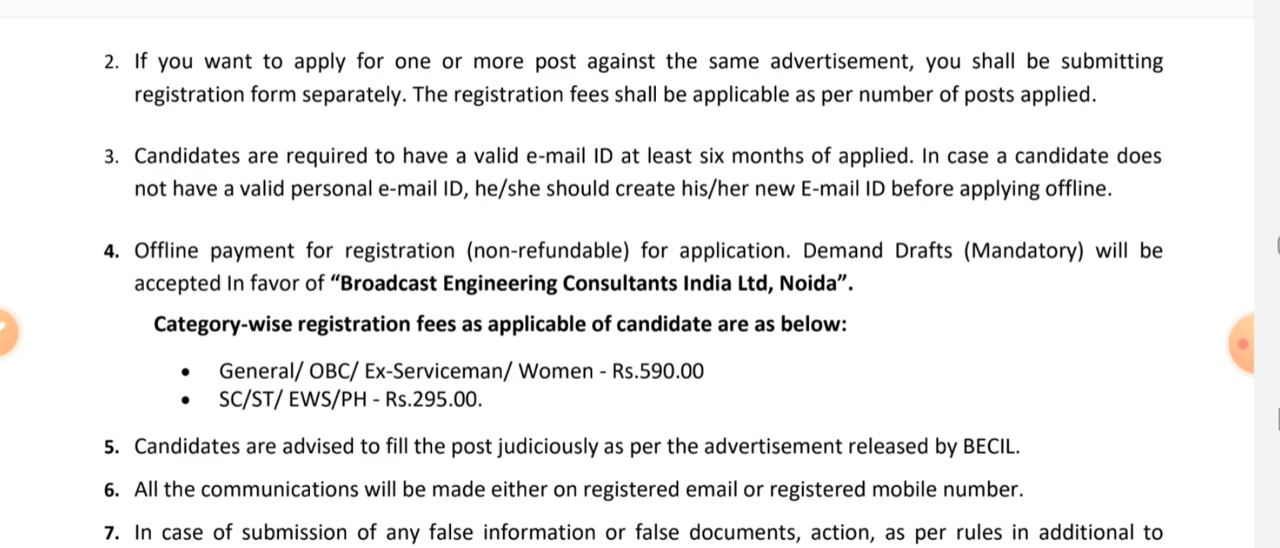 2. If you want to apply for one or more post against the same advertisement, you shall be submitting
registration form separately. The registration fees shall be applicable as per number of posts applied.
3. Candidates are required to have a valid e-mail ID at least six months of applied. In case a candidate does
not have a valid personal e-mail ID, he/she should create his/her new E-mail ID before applying offline.
4. Offline payment for registration (non-refundable) for application. Demand Drafts (Mandatory) will be
accepted In favor of “Broadcast Engineering Consultants India Ltd, Noida”.
Category-wise registration fees as applicable of candidate are as below:
• General/ OBC/ Ex-Serviceman/ Women - Rs.590.00
• SC/ST/ EWS/PH - Rs.295.00.
5. Candidates are advised to fill the post judiciously as per the advertisement released by BECIL.
6. All the communications will be made either on registered email or registered mobile number.
7. In case of submission of any false information or false documents, action, as per rules in additional to